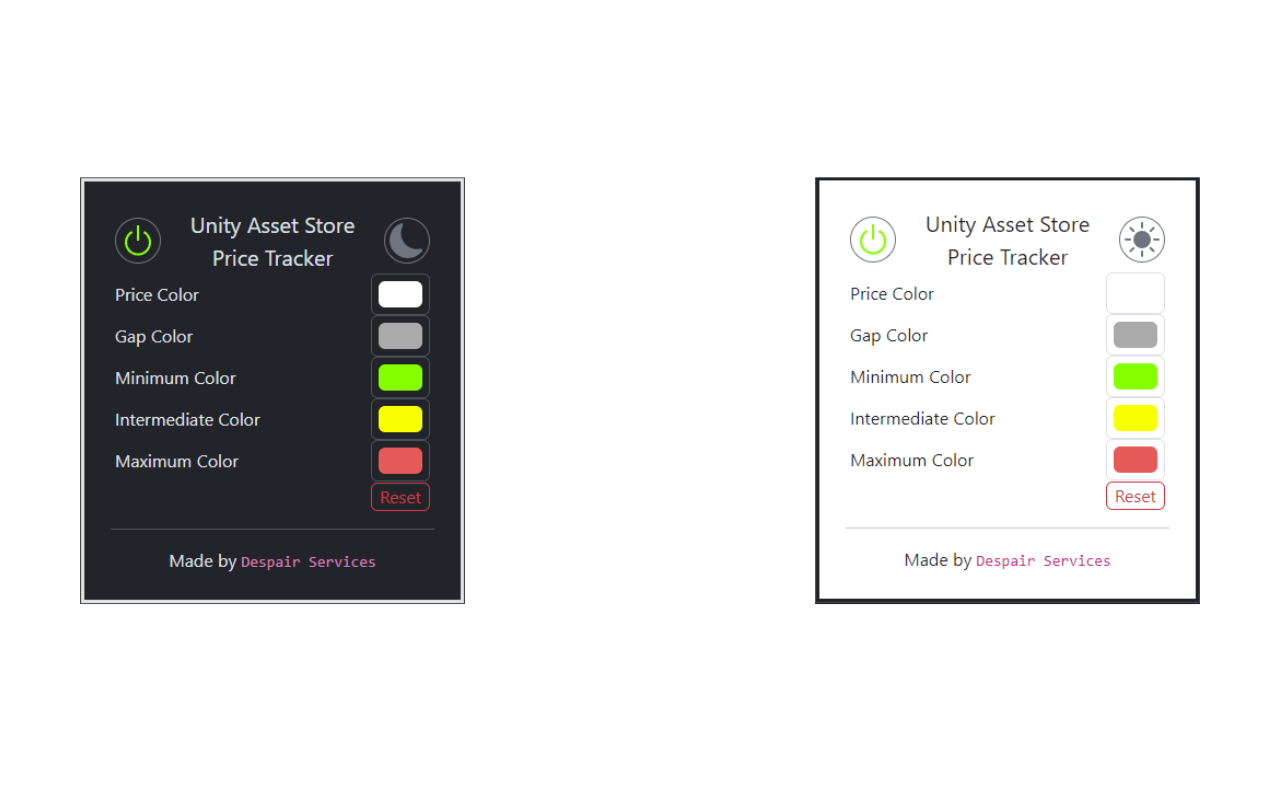 Unity Asset Store
Price Tracker
Price Color
Gap Color
Minimum Color
Intermediate Color
Maximum Color
Reset
Made by Despair Services
Unity Asset Store
Price Tracker
Price Color
Gap Color
Minimum Color
Intermediate Color
Maximum Color
Reset
Made by Despair Services